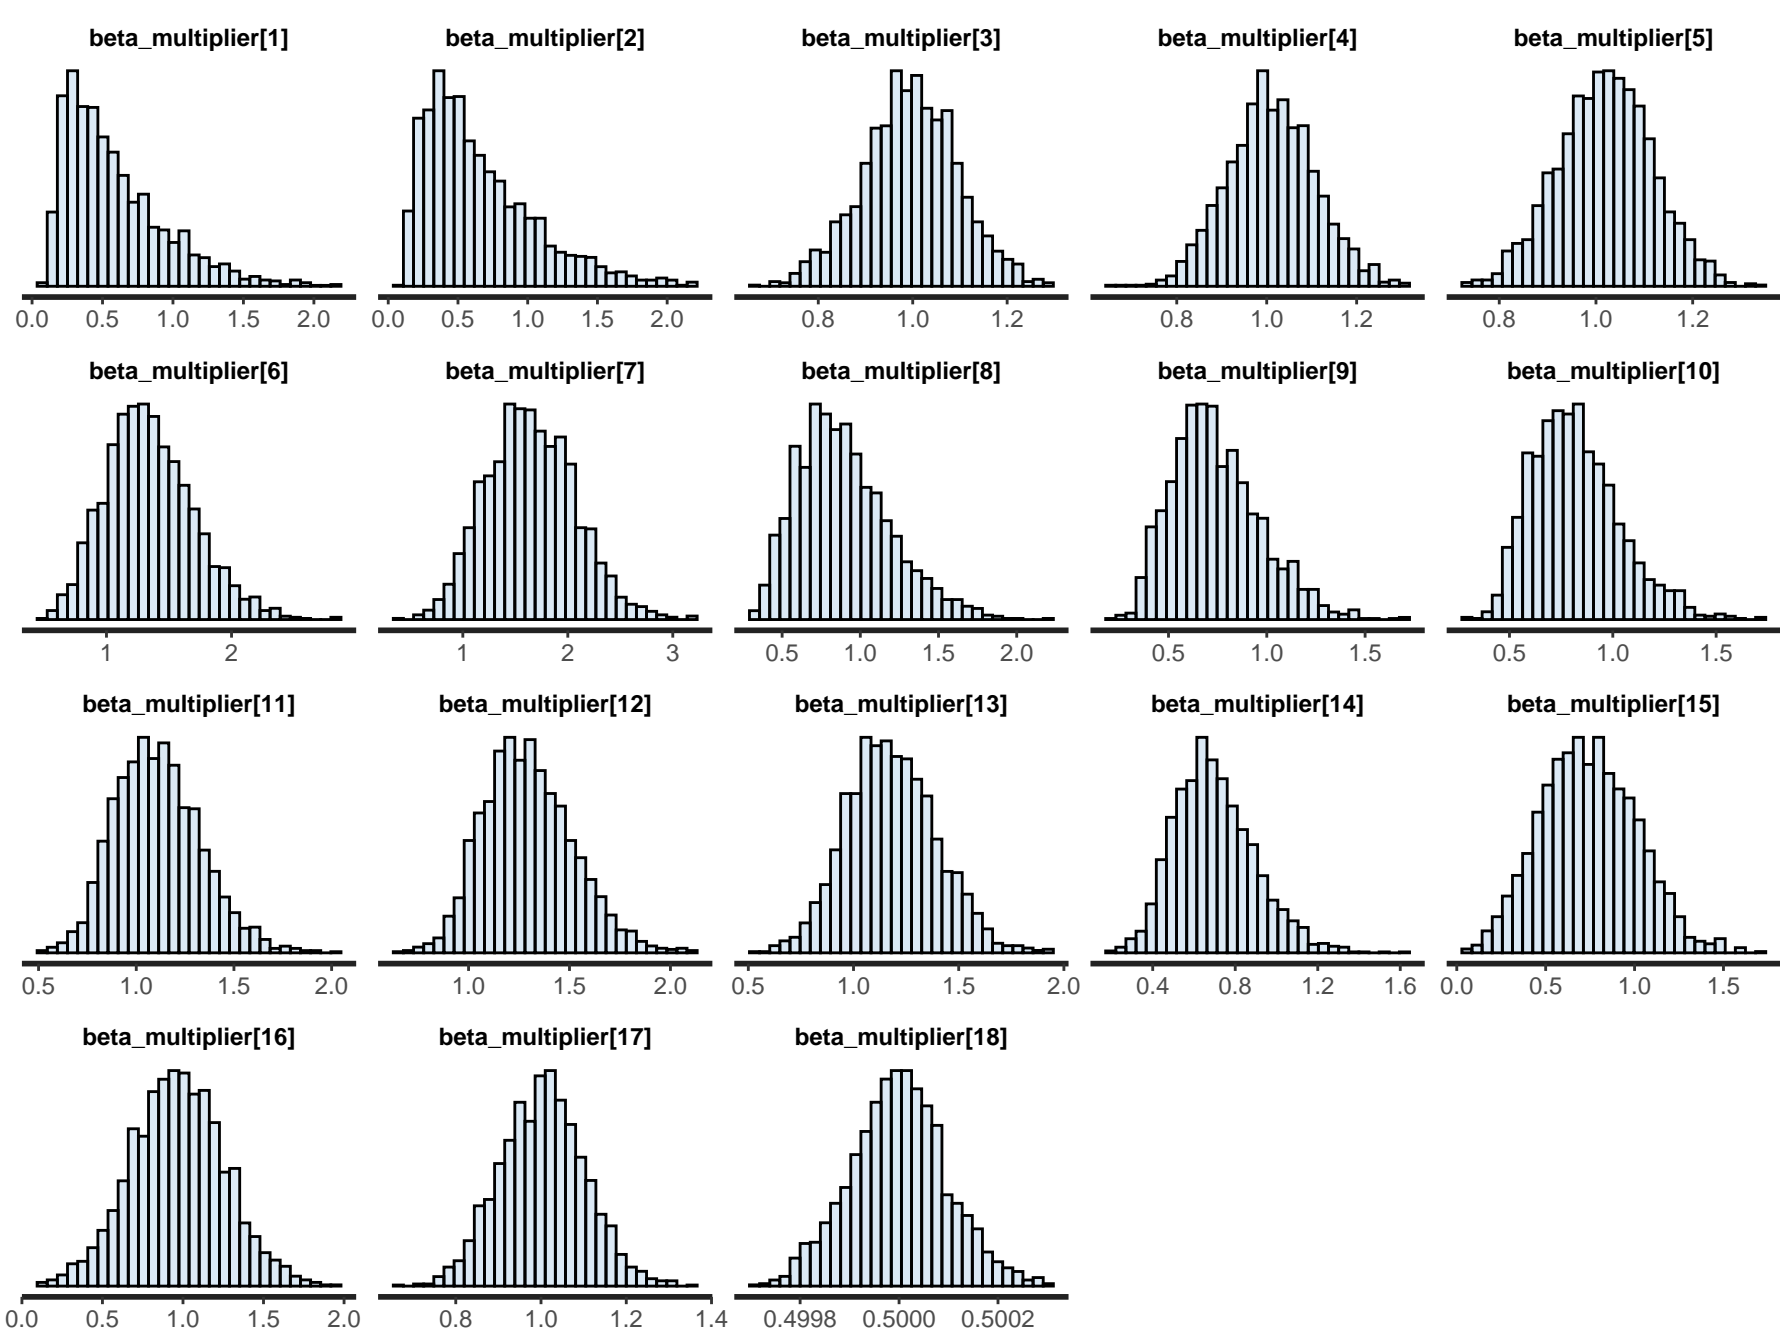 beta_multiplier[1] beta_multiplier[2] beta_multiplier[3] beta_multiplier[4] beta_multiplier[5]
0.0 0.5 1.0 1.5 2.0 0.0 0.5 1.0 1.5 2.0 0.8 1.0 1.2 0.8 1.0 1.2 0.8 1.0 1.2
beta_multiplier[6] beta_multiplier[7] beta_multiplier[8] beta_multiplier[9] beta_multiplier[10]
1 2 1 2 3 0.5 1.0 1.5 2.0 0.5 1.0 1.5 0.5 1.0 1.5
beta_multiplier[11] beta_multiplier[12] beta_multiplier[13] beta_multiplier[14] beta_multiplier[15]
0.5 1.0 1.5 2.0 1.0 1.5 2.0 0.5 1.0 1.5 2.0 0.4 0.8 1.2 1.6 0.0 0.5 1.0 1.5
beta_multiplier[16] beta_multiplier[17] beta_multiplier[18]
0.0 0.5 1.0 1.5 2.0 0.8 1.0 1.2 1.4 0.4998 0.5000 0.5002